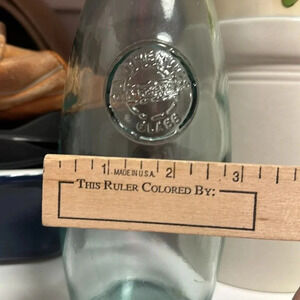 GLASS
1 MADE IN U.S.A. 2 3
THIS RULER COLORED BY: